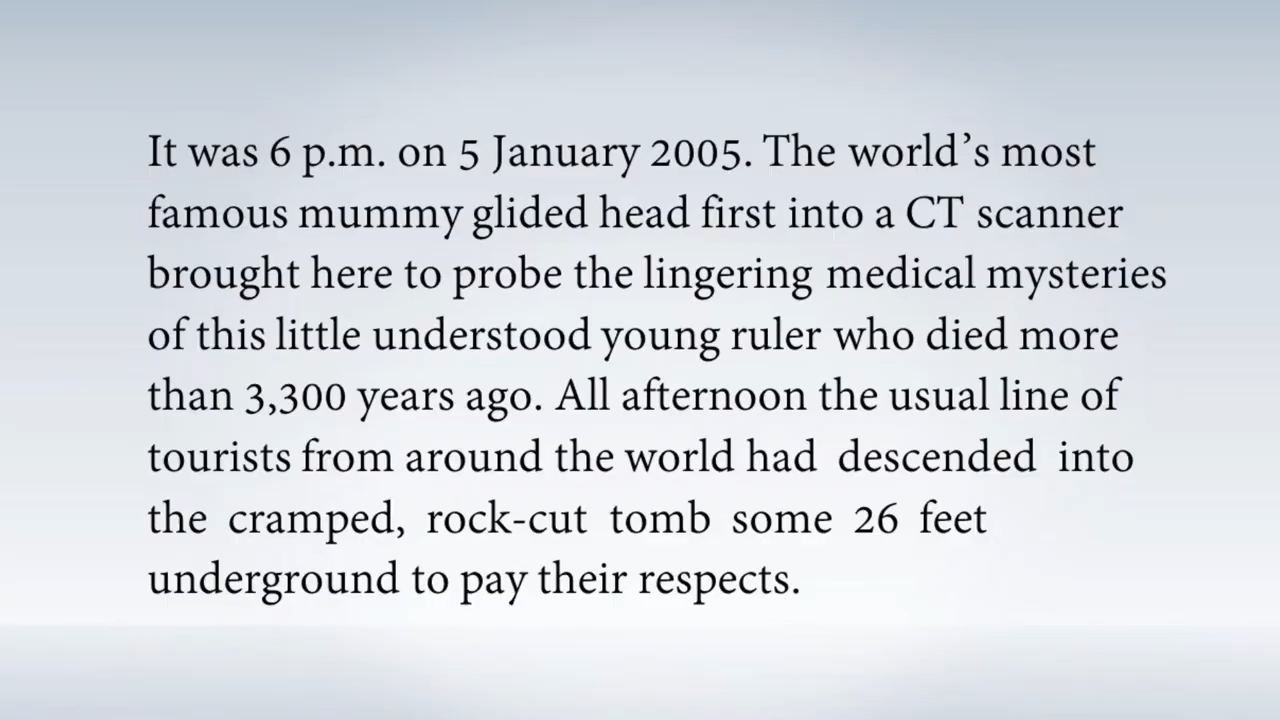 It was 6 p.m. on 5 January 2005. The world’s most
famous mummy glided head first into a CT scanner
brought here to probe the lingering medical mysteries
of this little understood young ruler who died more
than 3,300 years ago. All afternoon the usual line of
tourists from around the world had descended into
the cramped, rock-cut tomb some 26 feet
underground to pay their respects.